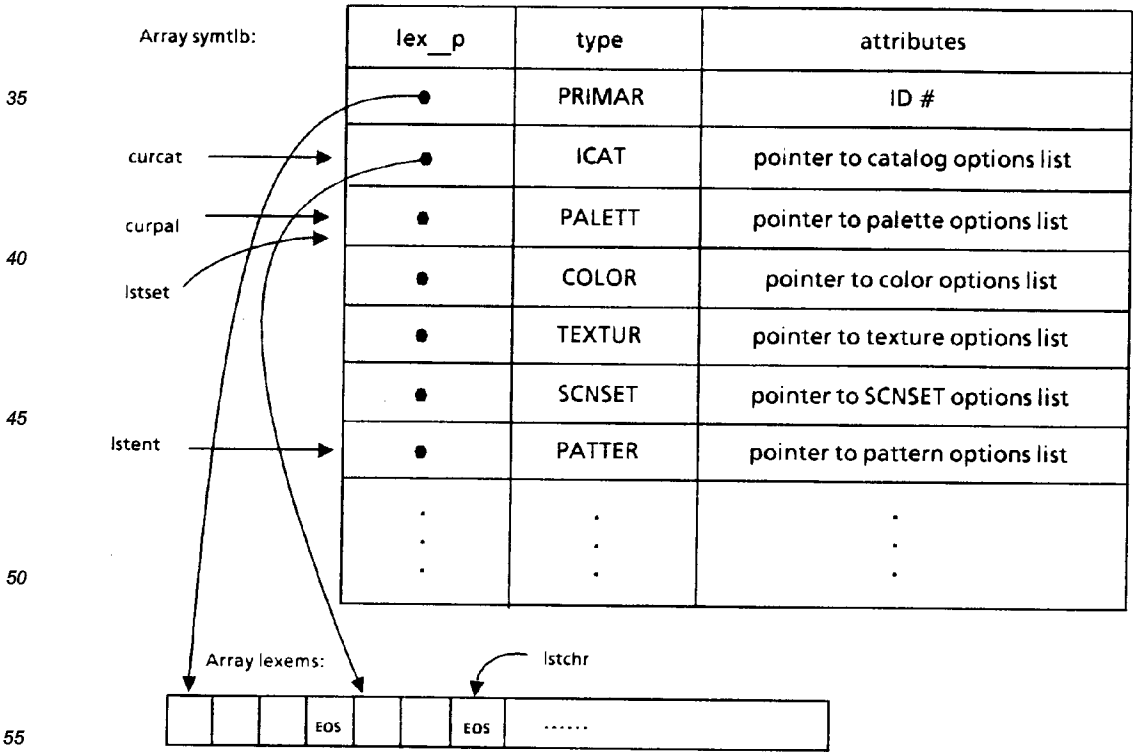 Array symtlb:
lex__p type attributes
35 PRIMAR ID #
curcat ICAT pointer to catalog options list
curpal PALETT pointer to palette options list
40
lstset COLOR pointer to color options list
TEXTUR pointer to texture options list
45 SCNSET pointer to SCNSET options list
lstent PATTER pointer to pattern options list
. . .
. . .
50 . . .
Array lexems: lstchr
EOS EOS ......
55